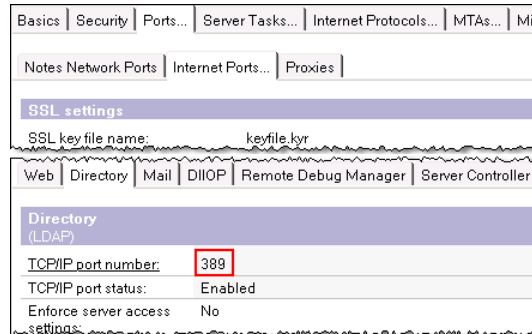 Basics | Security | Ports... | Server Tasks... | Internet Protocols... | MTAs... |
Notes Network Ports | Internet Ports... | Proxies |
SSL settings
SSL key file name: keyfile.kyr
Web | Directory | Mail | DIIOP | Remote Debug Manager | Server Controller
Directory
(LDAP)
TCP/IP port number: 389
TCP/IP port status: Enabled
Enforce server access No
settings: